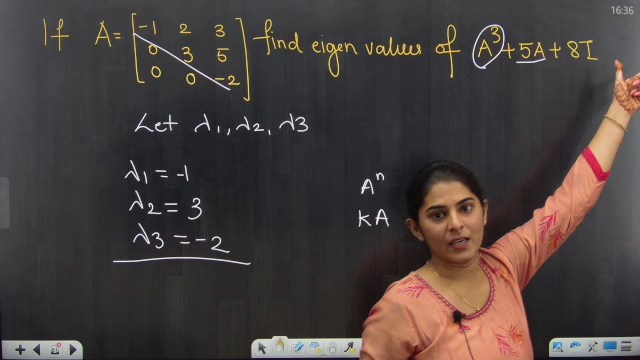 16:36
If A = [ -1 2 3
0 3 5
0 0 -2 ] find eigen values of A³ + 5A + 8I
Let λ1, λ2, λ3
λ1 = -1
λ2 = 3
λ3 = -2
Aⁿ
KA